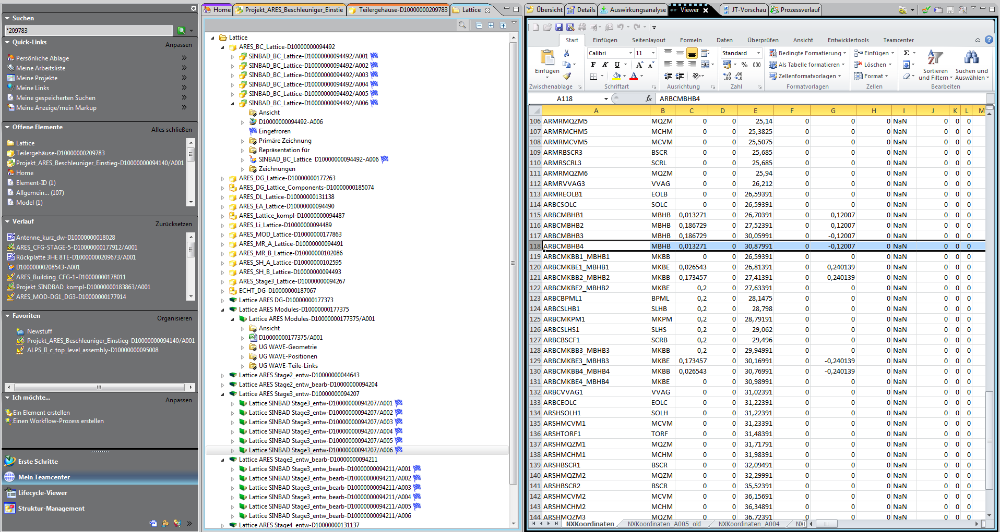 Suchen
*209783
Quick-Links
Anpassen
Persönliche Ablage
Meine Arbeitsliste
Meine Projekte
Meine Links
Meine gespeicherten Suchen
Meine Anzeige/mein Markup
Offene Elemente
Alles schließen
Lattice
Teilergehäuse-D10000000209783
Projekt_ARES_Beschleuniger_Einstieg-D10000000094140/A001
Home
Element-ID (1)
Allgemein... (107)
Model (1)
Verlauf
Zurücksetzen
Antenne_kurz_dw-D10000000018028
ARES_CFG-STAGE-5-D10000000177912/A001
Rückplatte 3HE 8TE-D10000000209673/A001
D10000000208543-A001
ARES_Building_CFG-1-D10000000178011
Projekt_SINDBAD_kompl-D10000000183863/A001
ARES_MOD-DG1_DG3-D10000000177914
Favoriten
Organisieren
Newstuff
Projekt_ARES_Beschleuniger_Einstieg-D10000000094140/A001
ALPS_II_c_top_level_assembly-D10000000095008
Ich möchte...
Anpassen
Ein Element erstellen
Einen Workflow-Prozess erstellen
Erste Schritte
Mein Teamcenter
Lifecycle-Viewer
Struktur-Management
Home
Projekt_ARES_Beschleuniger_Einstie
Teilergehäuse-D10000000209783
Lattice
Lattice
ARES_BC_Lattice-D10000000094492
SINBAD_BC_Lattice-D10000000094492/A001
SINBAD_BC_Lattice-D10000000094492/A002
SINBAD_BC_Lattice-D10000000094492/A003
SINBAD_BC_Lattice-D10000000094492/A004
SINBAD_BC_Lattice-D10000000094492/A005
SINBAD_BC_Lattice-D10000000094492/A006
Ansicht
D10000000094492-A006
Eingefroren
Primäre Zeichnung
Repräsentation für
SINBAD_BC_Lattice D10000000094492-A006
Zeichnungen
ARES_DG_Lattice-D10000000177263
ARES_DG_Lattice_Components-D10000000185074
ARES_DL_Lattice-D10000000131138
ARES_EA_Lattice-D10000000094490
ARES_Lattice_kompl-D10000000094487
ARES_Li_Lattice-D10000000094489
ARES_MOD_Lattice-D10000000177863
ARES_MR_A_Lattice-D10000000094491
ARES_MR_B_Lattice-D10000000102086
ARES_SH_A_Lattice-D10000000102595
ARES_SH_B_Lattice-D10000000094493
ARES_Stage3_Lattice-D10000000094267
ECHT_DG-D10000000187067
Lattice ARES DG-D10000000177373
Lattice ARES Modules-D10000000177375
Lattice ARES Modules-D10000000177375/A001
Ansicht
D10000000177375/A001
UG WAVE-Geometrie
UG WAVE-Positionen
UG WAVE-Teile-Links
Lattice ARES Stage2_entw-D10000000044643
Lattice ARES Stage2_entw_bearb-D10000000094204
Lattice ARES Stage3_entw-D10000000094207
Lattice SINBAD Stage3_entw-D10000000094207/A001
Lattice SINBAD Stage3_entw-D10000000094207/A002
Lattice SINBAD Stage3_entw-D10000000094207/A003
Lattice SINBAD Stage3_entw-D10000000094207/A004
Lattice SINBAD Stage3_entw-D10000000094207/A005
Lattice SINBAD Stage3_entw-D10000000094207/A006
Lattice ARES Stage3_entw_bearb-D10000000094211
Lattice SINBAD Stage3_entw_bearb-D10000000094211/A001
Lattice SINBAD Stage3_entw_bearb-D10000000094211/A002
Lattice SINBAD Stage3_entw_bearb-D10000000094211/A003
Lattice SINBAD Stage3_entw_bearb-D10000000094211/A004
Lattice SINBAD Stage3_entw_bearb-D10000000094211/A005
Lattice SINBAD Stage3_entw_bearb-D10000000094211/A006
Lattice ARES Stage4_entw-D10000000131137
Übersicht Details Auswirkungsanalyse Viewer JT-Vorschau Prozessverlauf
Start Einfügen Seitenlayout Formeln Daten Überprüfen Ansicht Entwicklertools Teamcenter
Einfügen
Zwischenablage
Calibri 11
F K U A A
A
Schriftart
Ausrichtung
Standard
% 000
Zahl
Bedingte Formatierung
Als Tabelle formatieren
Zellenformatvorlagen
Formatvorlagen
Einfügen
Löschen
Format
Zellen
Sortieren und Filtern
Suchen und Auswählen
Bearbeiten
A118 fx ARBCMBHB4
A B C D E F G H I J K L M
106 ARMRMQZM5 MQZM 0 0 25,14 0 0 0 NaN 0 0 0
107 ARMRMCHM5 MCHM 0 0 25,3825 0 0 0 NaN 0 0 0
108 ARMRMCVM5 MCVM 0 0 25,5075 0 0 0 NaN 0 0 0
109 ARMRBSCR3 BSCR 0 0 25,685 0 0 0 NaN 0 0 0
110 ARMRSCRL3 SCRL 0 0 25,685 0 0 0 NaN 0 0 0
111 ARMRMQZM6 MQZM 0 0 25,94 0 0 0 NaN 0 0 0
112 ARMRVVAG3 VVAG 0 0 26,212 0 0 0 NaN 0 0 0
113 ARMREOLB1 EOLB 0 0 26,59391 0 0 0 NaN 0 0 0
114 ARBCSOLC SOLC 0 0 26,59391 0 0 0 NaN 0 0 0
115 ARBCMBHB1 MBHB 0,013271 0 26,70391 0 0,12007 0 NaN 0 0 0
116 ARBCMBHB2 MBHB 0,186729 0 27,52391 0 0,12007 0 NaN 0 0 0
117 ARBCMBHB3 MBHB 0,186729 0 30,05991 0 -0,12007 0 NaN 0 0 0
118 ARBCMBHB4 MBHB 0,013271 0 30,87991 0 -0,12007 0 NaN 0 0 0
119 ARBCMKBB1_MBHB1 MKBB 0 0 26,59391 0 0 0 NaN 0 0 0
120 ARBCMKBE1_MBHB1 MKBE 0,026543 0 26,81391 0 0,240139 0 NaN 0 0 0
121 ARBCMKBB2_MBHB2 MKBB 0,173457 0 27,41391 0 0,240139 0 NaN 0 0 0
122 ARBCMKBE2_MBHB2 MKBE 0,2 0 27,63391 0 0 0 NaN 0 0 0
123 ARBCBPML1 BPML 0,2 0 28,1475 0 0 0 NaN 0 0 0
124 ARBCSLHB1 SLHB 0,2 0 28,798 0 0 0 NaN 0 0 0
125 ARBCMKPM1 MKPM 0,2 0 28,79191 0 0 0 NaN 0 0 0
126 ARBCSLHS1 SLHS 0,2 0 29,062 0 0 0 NaN 0 0 0
127 ARBCBSCF1 SCRB 0,2 0 29,496 0 0 0 NaN 0 0 0
128 ARBCMKBB3_MBHB3 MKBB 0,2 0 29,94991 0 0 0 NaN 0 0 0
129 ARBCMKBE3_MBHB3 MKBE 0,173457 0 30,16991 0 -0,240139 0 NaN 0 0 0
130 ARBCMKBB4_MBHB4 MKBB 0,026543 0 30,76991 0 -0,240139 0 NaN 0 0 0
131 ARBCMKBE4_MBHB4 MKBE 0 0 30,98991 0 0 0 NaN 0 0 0
132 ARBCVVAG1 VVAG 0 0 31,02391 0 0 0 NaN 0 0 0
133 ARBCEOLC EOLC 0 0 31,22391 0 0 0 NaN 0 0 0
134 ARSHSOLH1 SOLH 0 0 31,22391 0 0 0 NaN 0 0 0
135 ARSHMCVM1 MCVM 0 0 31,23391 0 0 0 NaN 0 0 0
136 ARSHTORF1 TORF 0 0 31,48391 0 0 0 NaN 0 0 0
137 ARSHMQZM1 MQZM 0 0 31,71791 0 0 0 NaN 0 0 0
138 ARSHMCHM1 MCHM 0 0 31,98391 0 0 0 NaN 0 0 0
139 ARSHBSCR1 BSCR 0 0 32,09491 0 0 0 NaN 0 0 0
140 ARSHMQZM2 MQZM 0 0 32,29991 0 0 0 NaN 0 0 0
141 ARSHBSCR2 BSCR 0 0 35,52391 0 0 0 NaN 0 0 0
142 ARSHMCVM2 MCVM 0 0 36,15691 0 0 0 NaN 0 0 0
143 ARSHMCHM2 MCHM 0 0 36,34891 0 0 0 NaN 0 0 0
144 ARSHMQZM3 MQZM 0 0 36,72391 0 0 0 NaN 0 0 0
NXKoordinaten NXKoordinaten_A005_old NXKoordinaten_A004 NX